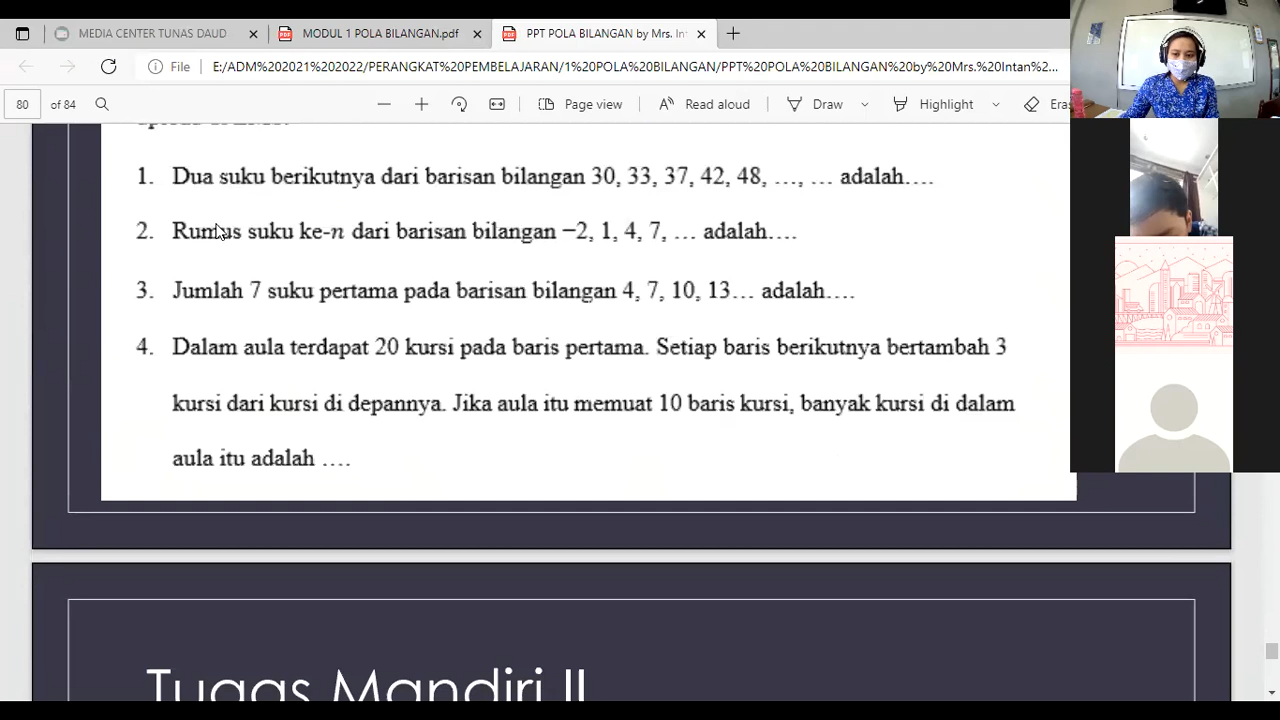 MEDIA CENTER TUNAS DAUD
MODUL 1 POLA BILANGAN.pdf
PPT POLA BILANGAN by Mrs. Int
File
E:/ADM%202021%202022/PERANGKAT%20PEMBELAJARAN/1%20POLA%20BILANGAN/PPT%20POLA%20BILANGAN%20by%20Mrs.%20Intan%2...
80 of 84
Page view
Read aloud
Draw
Highlight
1. Dua suku berikutnya dari barisan bilangan 30, 33, 37, 42, 48, …, … adalah….
2. Rumus suku ke-n dari barisan bilangan −2, 1, 4, 7, … adalah….
3. Jumlah 7 suku pertama pada barisan bilangan 4, 7, 10, 13… adalah….
4. Dalam aula terdapat 20 kursi pada baris pertama. Setiap baris berikutnya bertambah 3
kursi dari kursi di depannya. Jika aula itu memuat 10 baris kursi, banyak kursi di dalam
aula itu adalah ….
Tugas Mandiri II